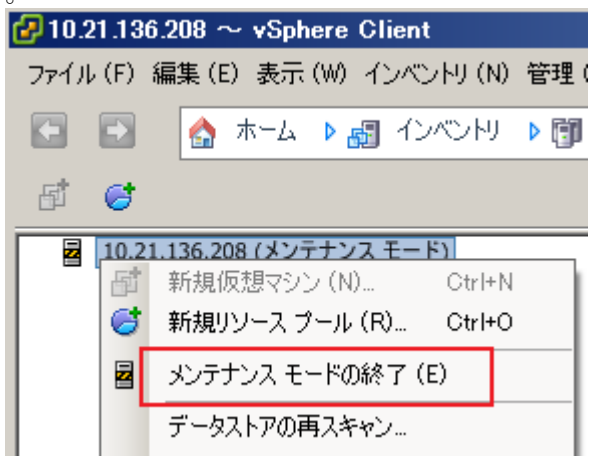 10.21.136.208 ～ vSphere Client
ファイル (F) 編集 (E) 表示 (W) インベントリ (N) 管理 (
ホーム インベントリ
10.21.136.208 (メンテナンス モード)
新規仮想マシン (N)... Ctrl+N
新規リソース プール (R)... Ctrl+O
メンテナンス モードの終了 (E)
データストアの再スキャン...